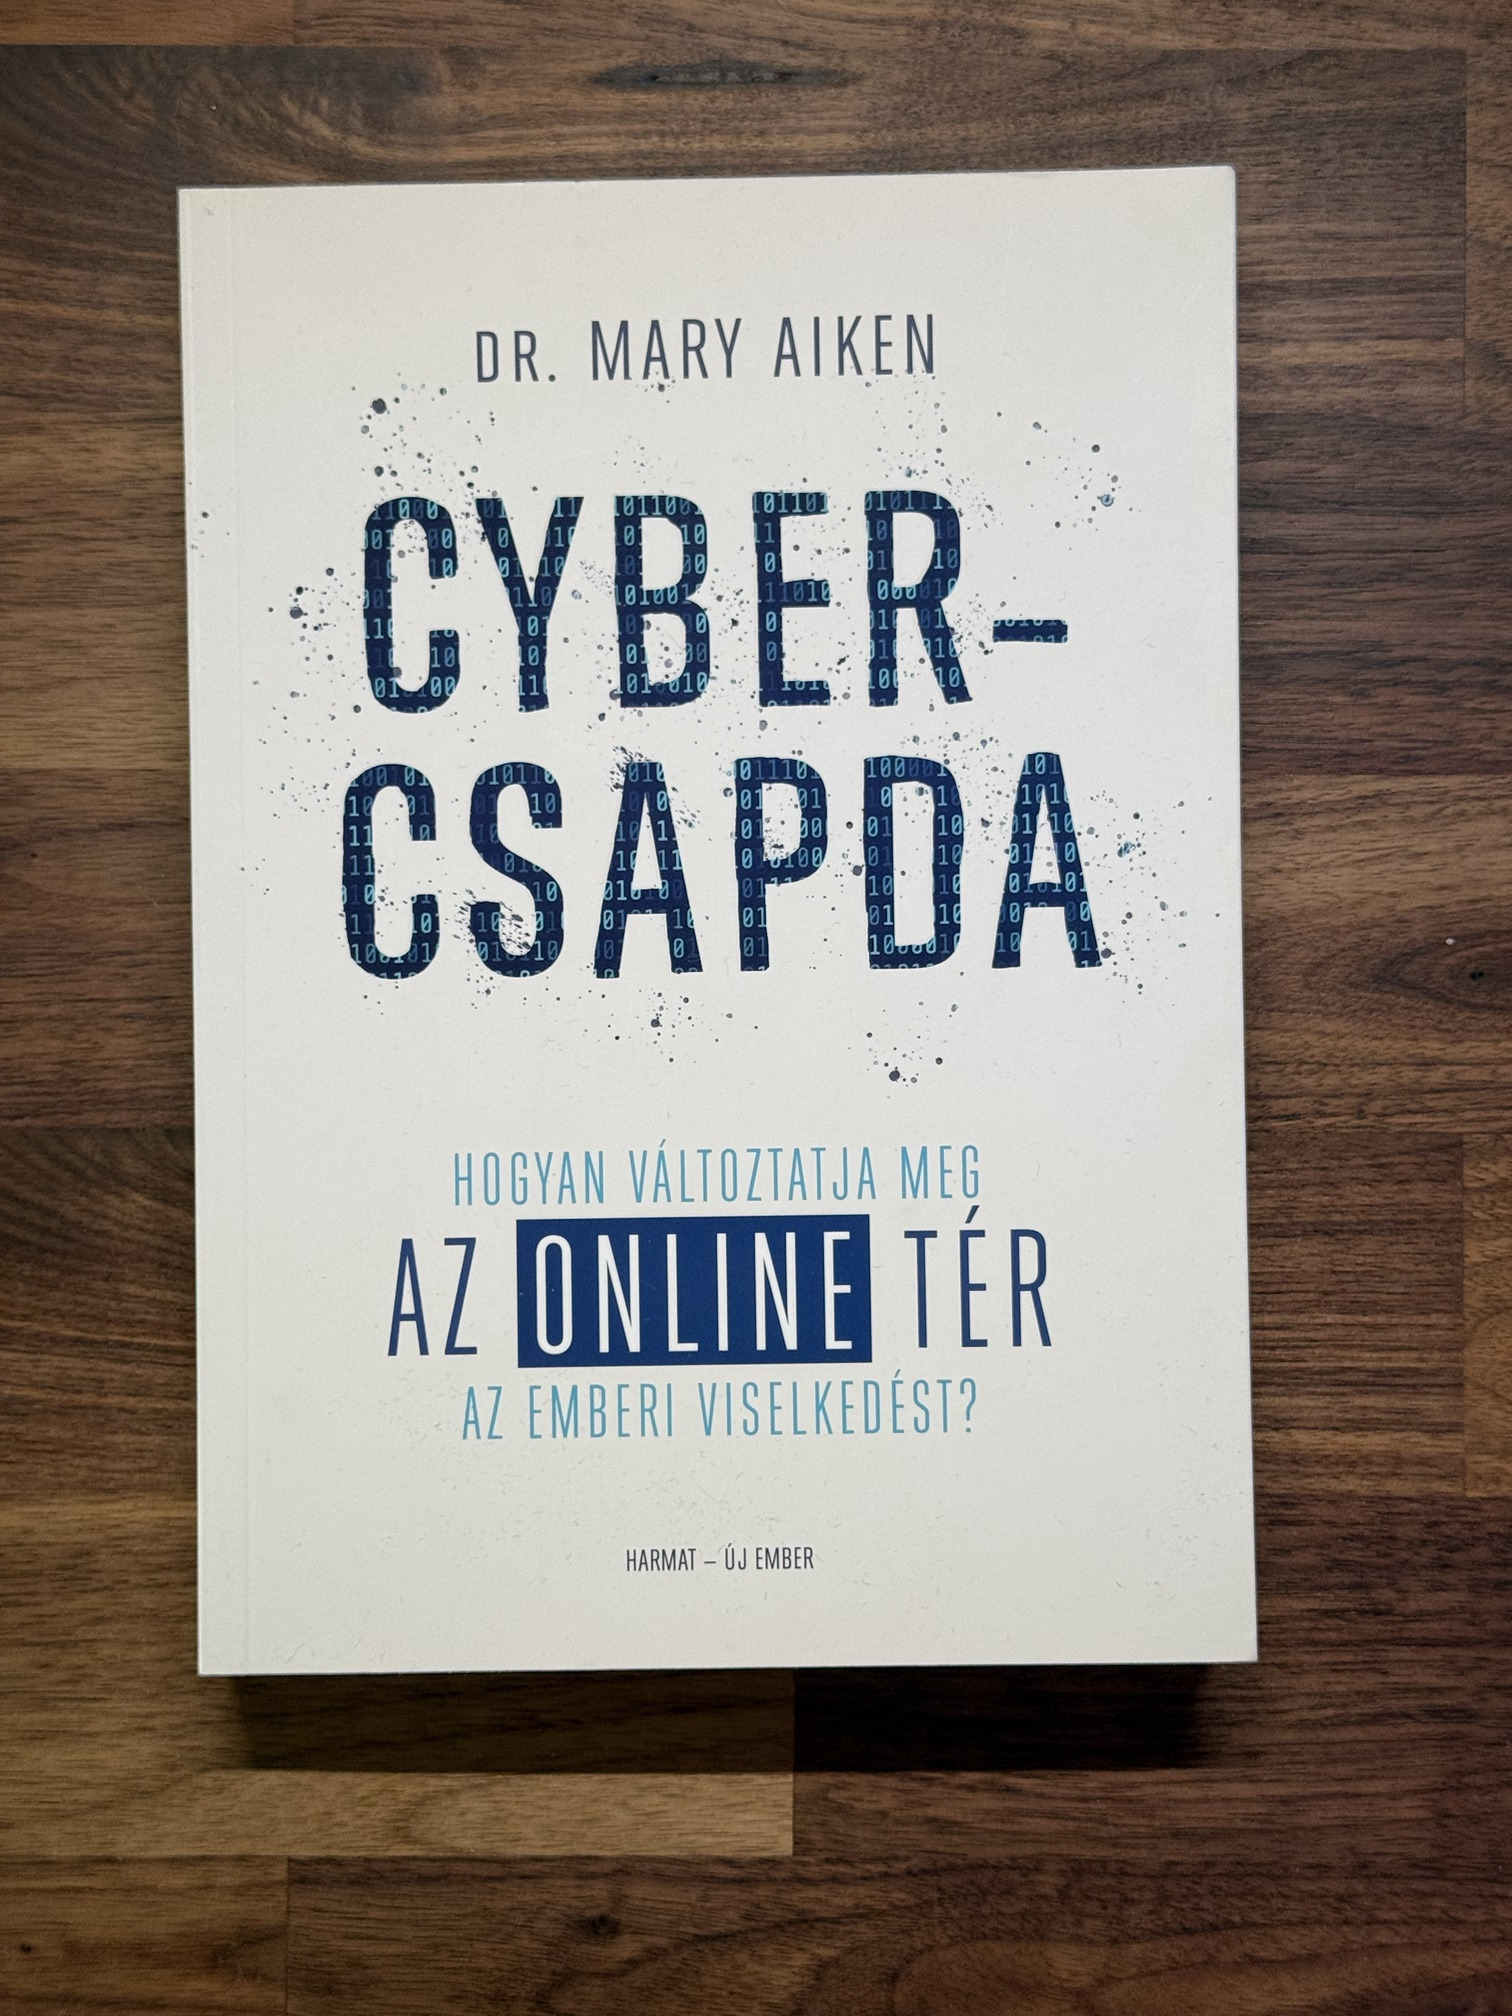 DR. MARY AIKEN
CYBER-
CSAPDA
HOGYAN VÁLTOZTATJA MEG
AZ ONLINE TÉR
AZ EMBERI VISELKEDÉST?
HARMAT – ÚJ EMBER